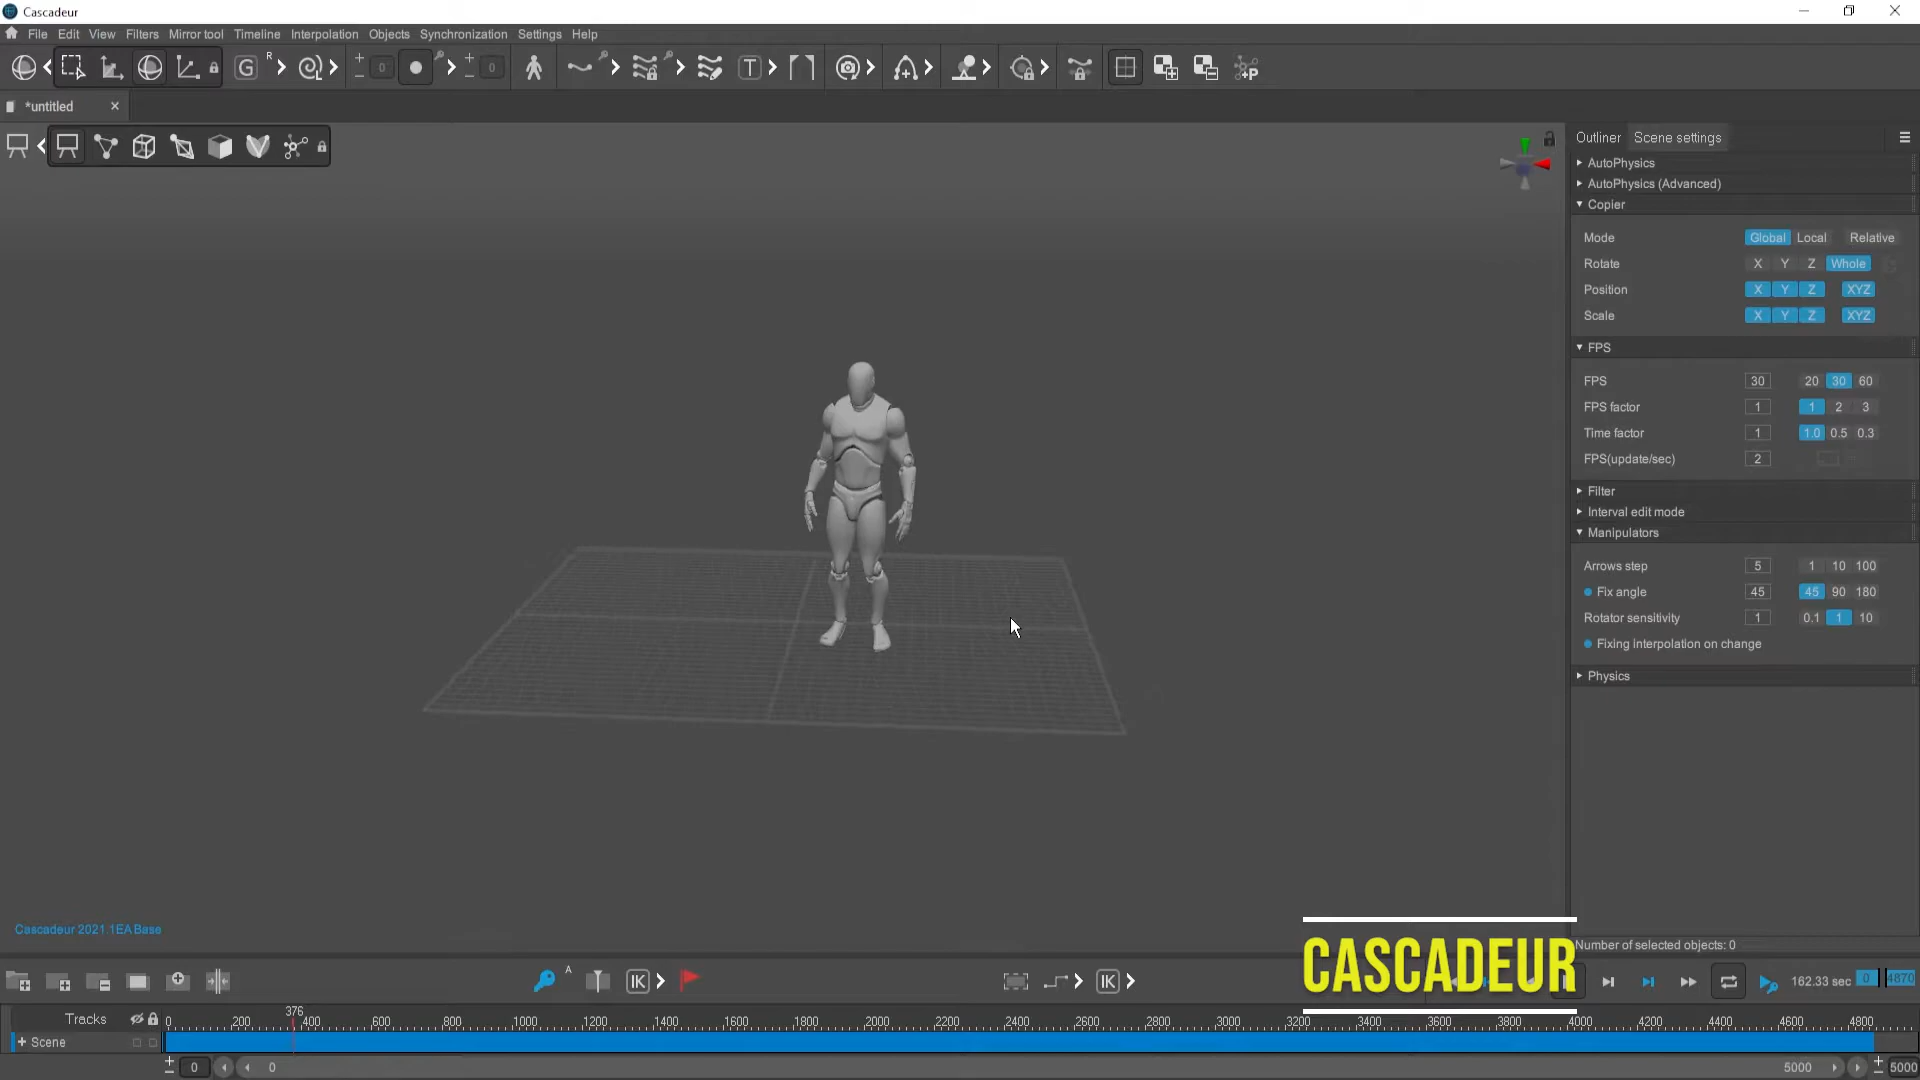 Cascadeur
File Edit View Filters Mirror tool Timeline Interpolation Objects Synchronization Settings Help
G R 0 0 T P
*untitled
Outliner Scene settings
AutoPhysics
AutoPhysics (Advanced)
Copier
Mode Global Local Relative
Rotate X Y Z Whole
Position X Y Z XYZ
Scale X Y Z XYZ
FPS
FPS 30 20 30 60
FPS factor 1 1 2 3
Time factor 1 1.0 0.5 0.3
FPS(update/sec) 2
Filter
Interval edit mode
Manipulators
Arrows step 5 1 10 100
Fix angle 45 45 90 180
Rotator sensitivity 1 0.1 1 10
Fixing interpolation on change
Physics
Cascadeur 2021.1EA Base
Number of selected objects: 0
CASCADEUR
A IK IK 162.33 sec 0 4870
376
Tracks 0 200 400 600 800 1000 1200 1400 1600 1800 2000 2200 2400 2600 2800 3000 3200 3400 3600 3800 4000 4200 4400 4600 4800
Scene
0 0 5000 5000